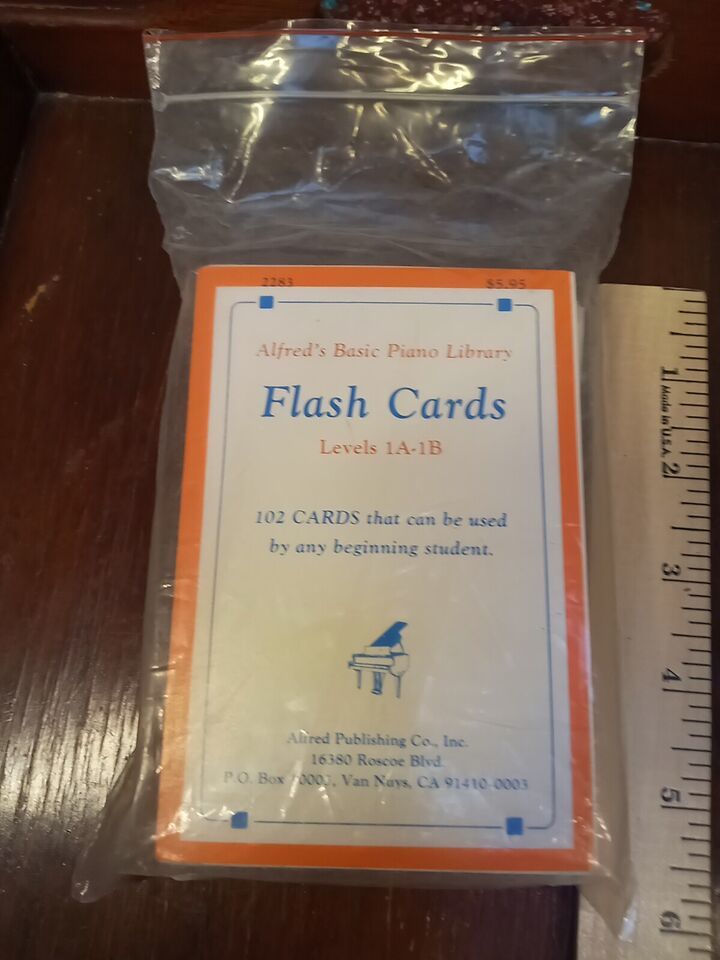 2283 $5.95
Alfred's Basic Piano Library
Flash Cards
Levels 1A-1B
102 CARDS that can be used
by any beginning student.
Alfred Publishing Co., Inc.
16380 Roscoe Blvd.
P.O. Box Van Nuys, CA 91410-0003
1
Made in U.S.A.
2
3
4
5
6